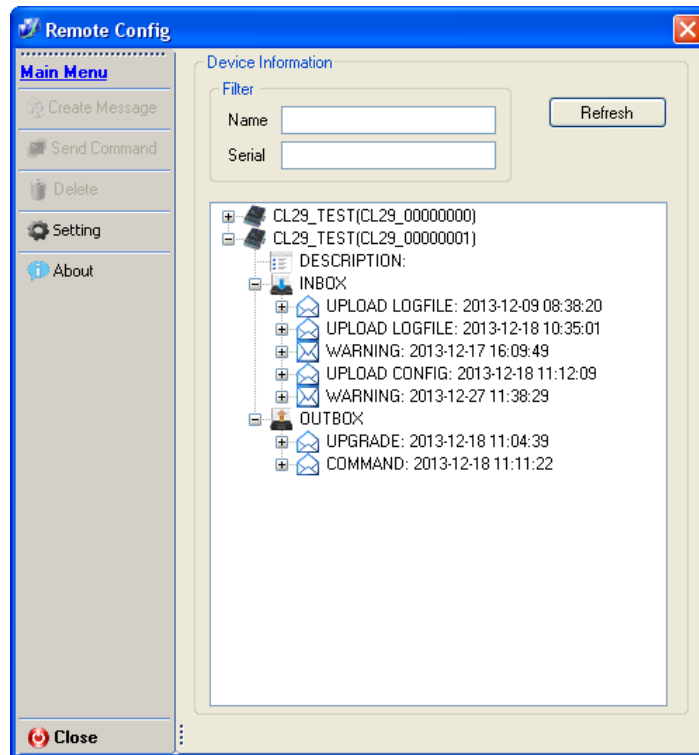 Remote Config
Main Menu
Create Message
Send Command
Delete
Setting
About
Close
Device Information
Filter
Name
Serial
Refresh
CL29_TEST(CL29_00000000)
CL29_TEST(CL29_00000001)
DESCRIPTION:
INBOX
UPLOAD LOGFILE: 2013-12-09 08:38:20
UPLOAD LOGFILE: 2013-12-18 10:35:01
WARNING: 2013-12-17 16:09:49
UPLOAD CONFIG: 2013-12-18 11:12:09
WARNING: 2013-12-27 11:38:29
OUTBOX
UPGRADE: 2013-12-18 11:04:39
COMMAND: 2013-12-18 11:11:22